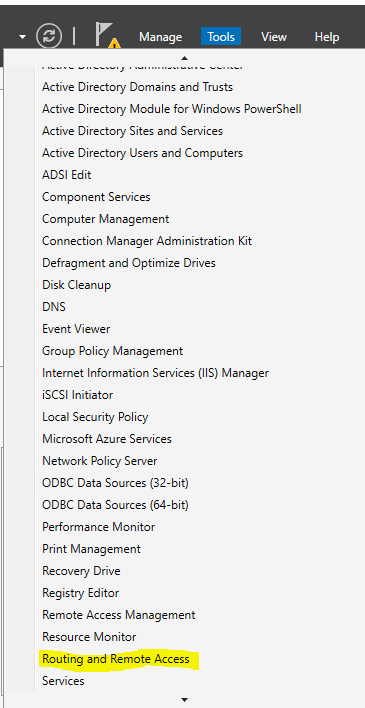 Manage Tools View Help
Active Directory Administrative Center
Active Directory Domains and Trusts
Active Directory Module for Windows PowerShell
Active Directory Sites and Services
Active Directory Users and Computers
ADSI Edit
Component Services
Computer Management
Connection Manager Administration Kit
Defragment and Optimize Drives
Disk Cleanup
DNS
Event Viewer
Group Policy Management
Internet Information Services (IIS) Manager
iSCSI Initiator
Local Security Policy
Microsoft Azure Services
Network Policy Server
ODBC Data Sources (32-bit)
ODBC Data Sources (64-bit)
Performance Monitor
Print Management
Recovery Drive
Registry Editor
Remote Access Management
Resource Monitor
Routing and Remote Access
Services